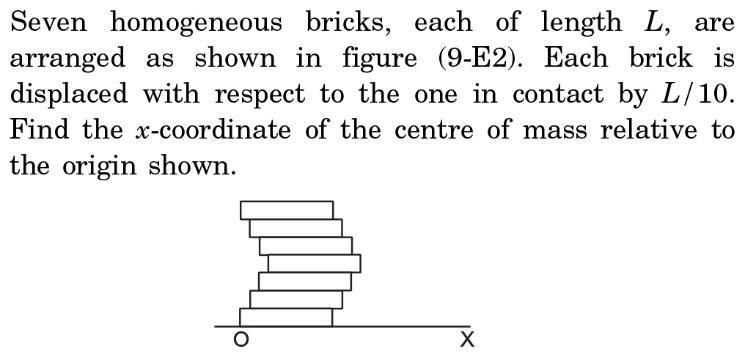 Seven homogeneous bricks, each of length L, are
arranged as shown in figure (9-E2). Each brick is
displaced with respect to the one in contact by L/10.
Find the x-coordinate of the centre of mass relative to
the origin shown.
O X